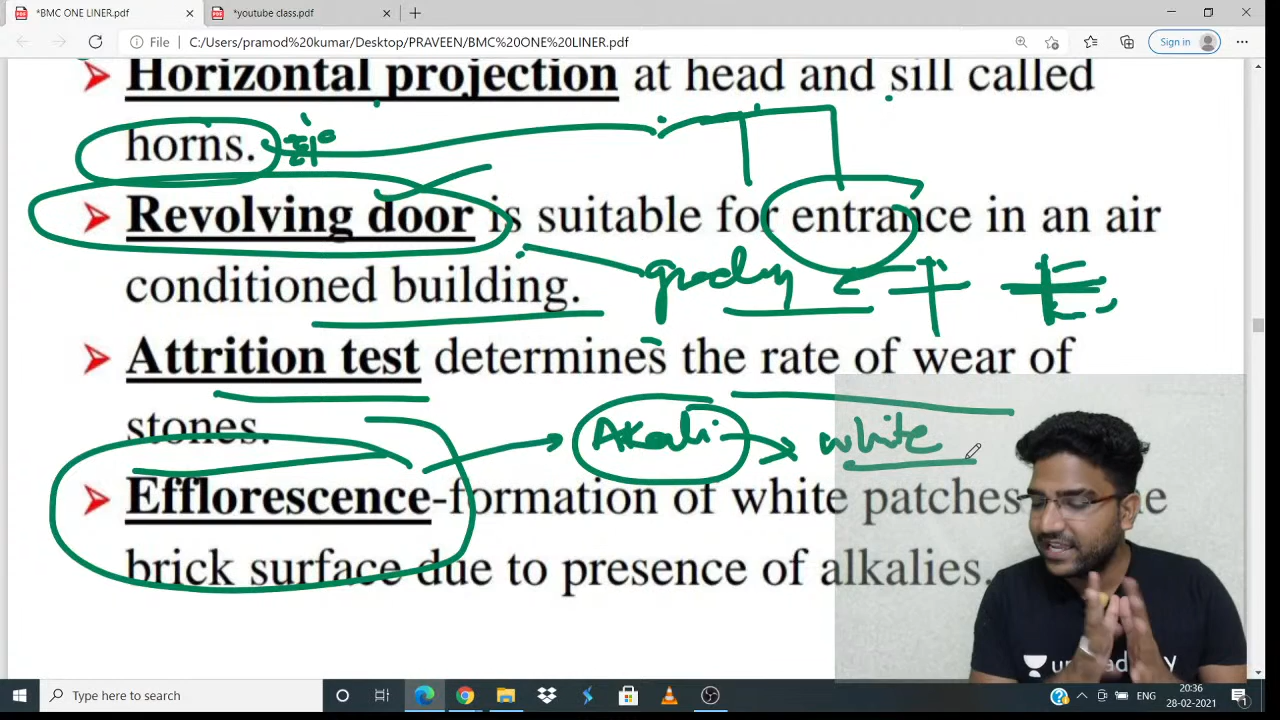 *BMC ONE LINER.pdf
*youtube class.pdf
File C:/Users/pramod%20kumar/Desktop/PRAVEEN/BMC%20ONE%20LINER.pdf
Sign in
Horizontal projection at head and sill called
horns.
Revolving door is suitable for entrance in an air
conditioned building.
Attrition test determines the rate of wear of
stones.
Akali white
Efflorescence-formation of white patches
brick surface due to presence of alkalies.
Type here to search
ENG
20:36
28-02-2021